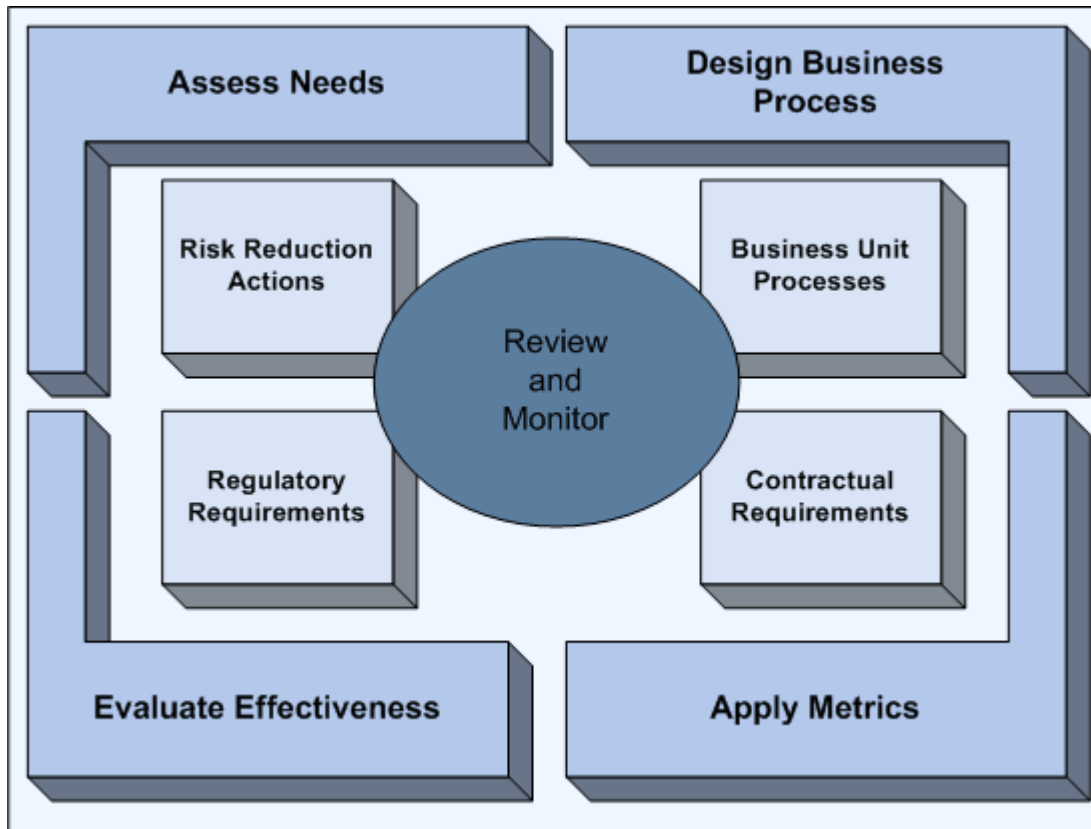 Assess Needs
Design Business
Process
Risk Reduction
Actions
Business Unit
Processes
Review
and
Monitor
Regulatory
Requirements
Contractual
Requirements
Evaluate Effectiveness
Apply Metrics